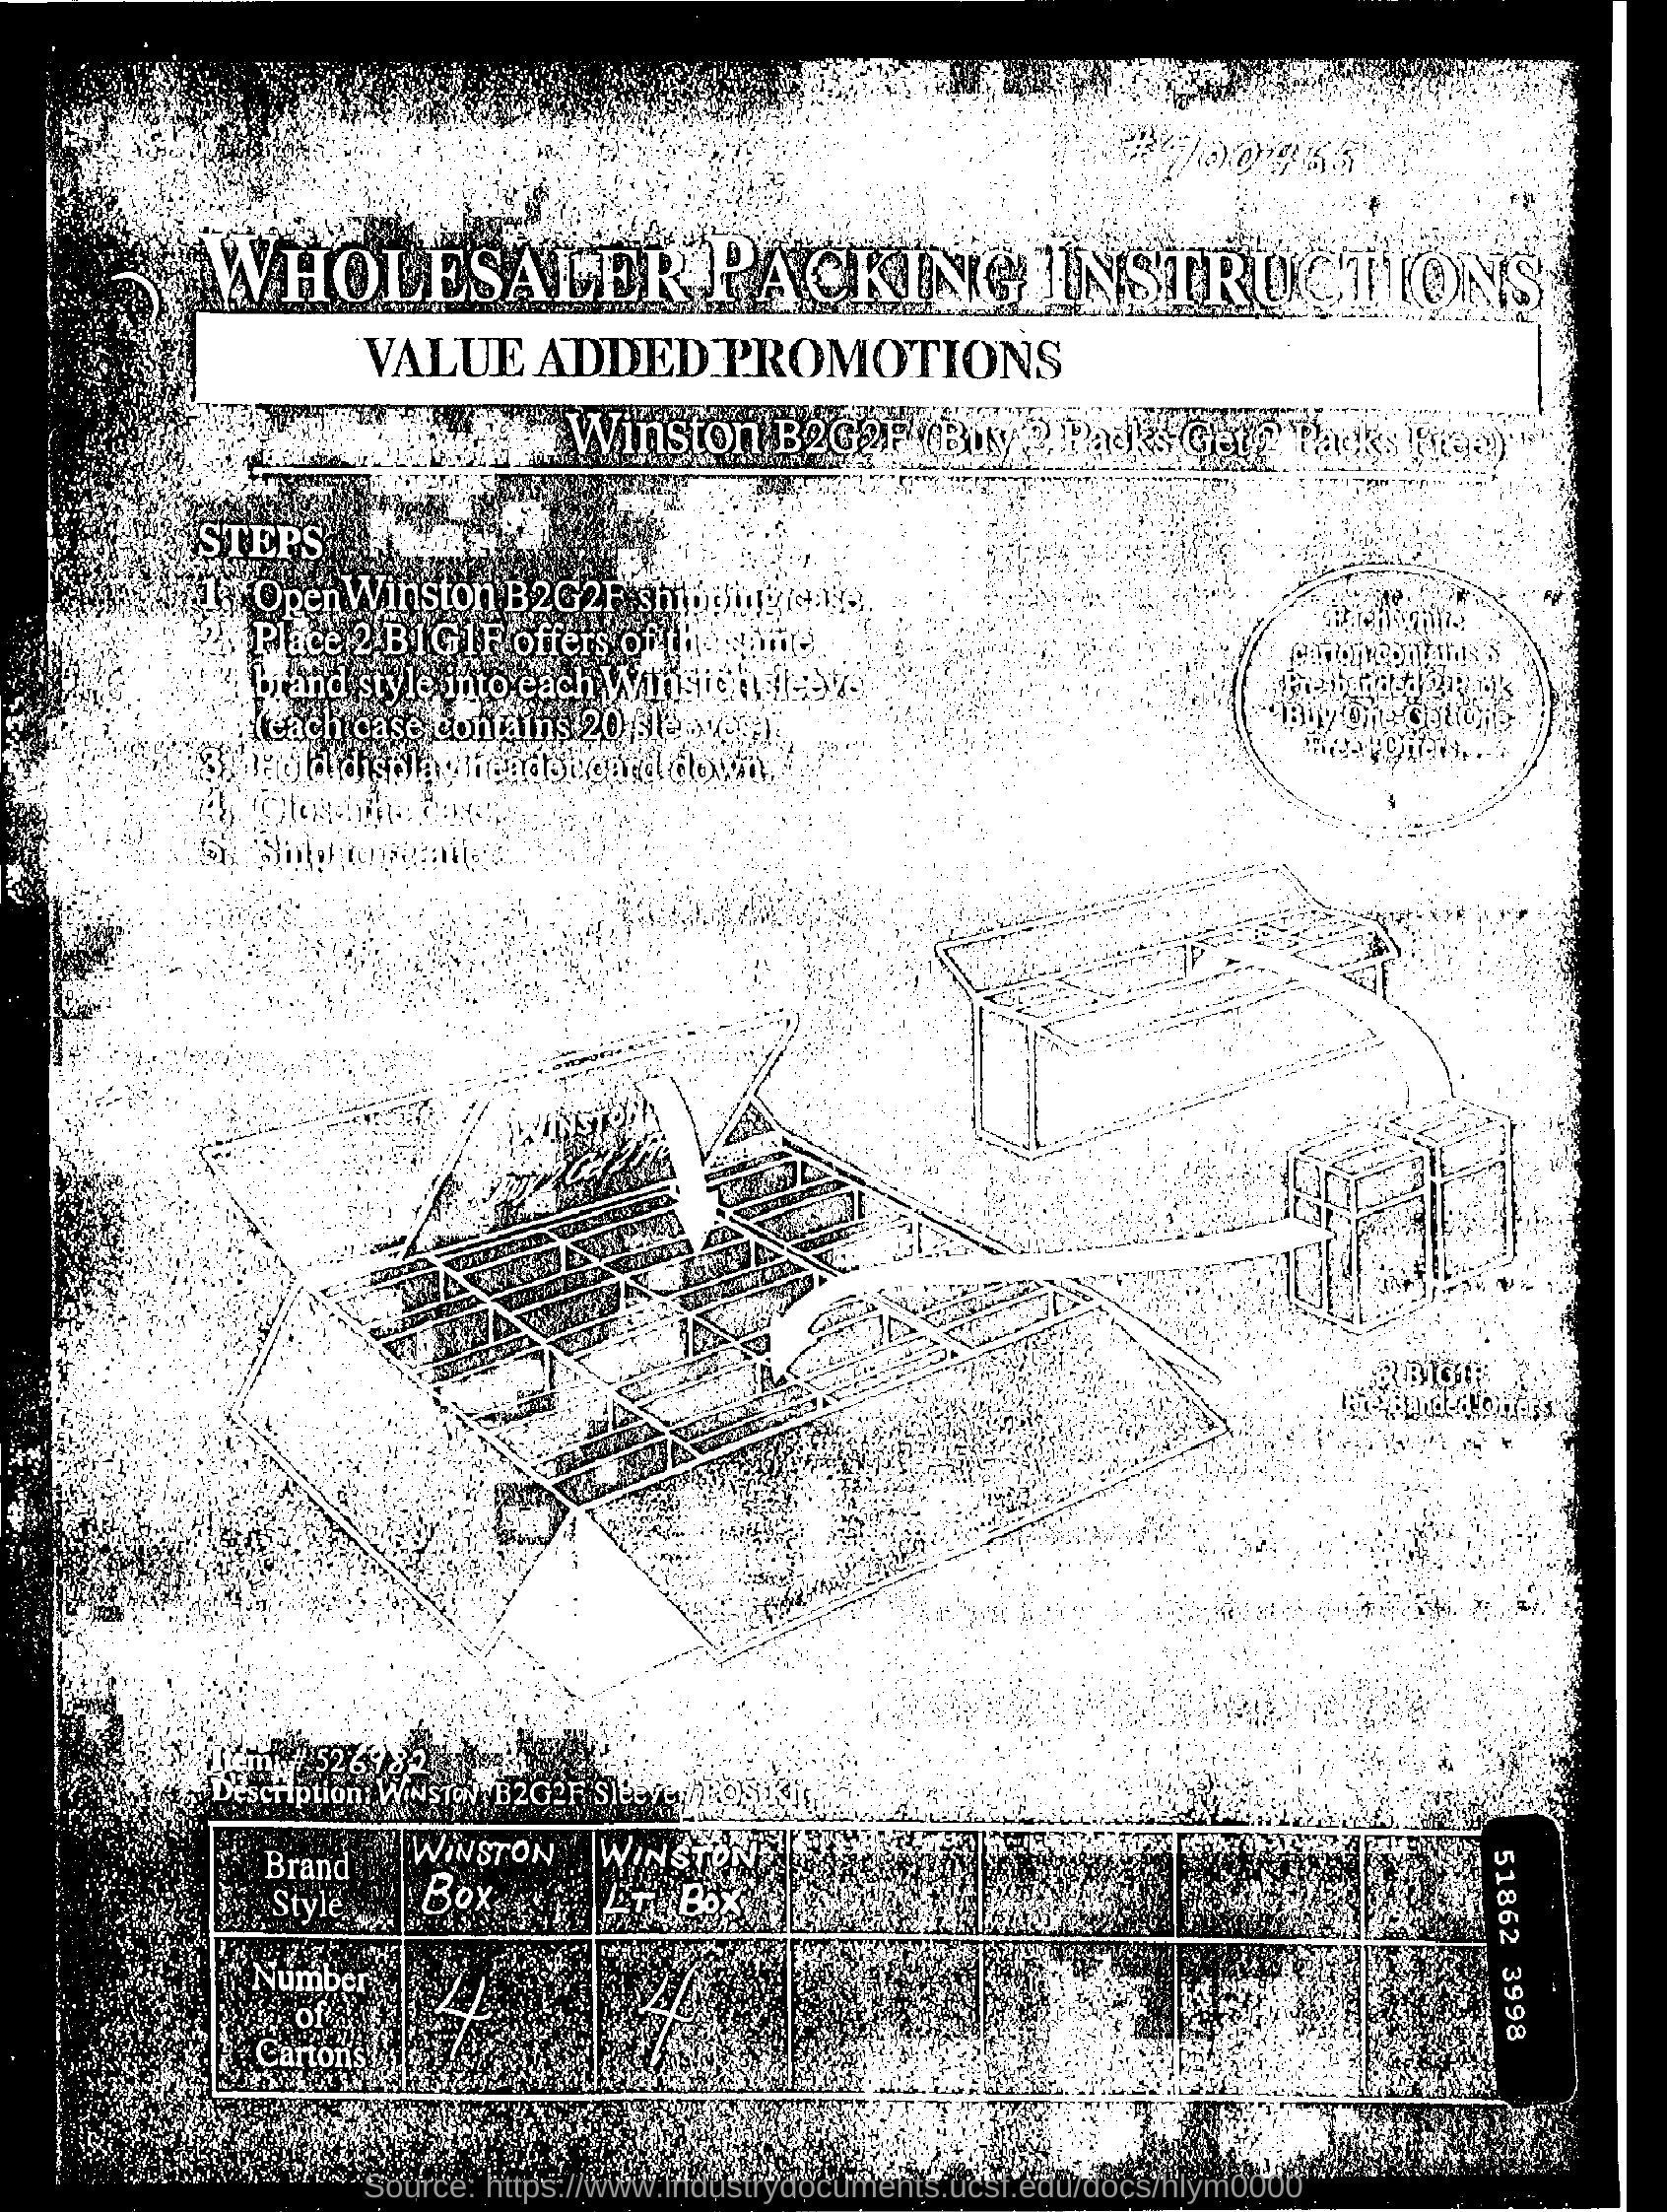 WHOLESALER PACKING INSTRUCTIONS
VALUE ADDED PROMOTIONS
Winston B2G2F (Buy 2 Packs Get 2 Packs Free)
STEPS
1. Open Winston B2G2F shipping case.
2. Place 2 B1G1F offers of the same
brand style into each Winston sleeve
(each case contains 20 sleeves).
3. Hold display header card down.
4. Close the case.
5. Ship to retailer
Each white
carton contains 5
Pre-banded 2-Pack
"Buy One Get One
Free" Offers.
WINSTON
2 B1G1F
Pre-Banded Offers
Item # 526982
Description: WINSTON B2G2F Sleeve/POS Kit
Brand Style WINSTON BOX WINSTON LT BOX
Number of Cartons 4 4
51862 3998
Source: https://www.industrydocuments.ucsf.edu/docs/hlym0000